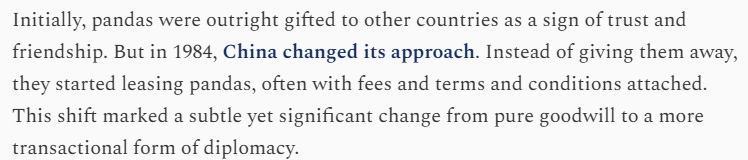 Initially, pandas were outright gifted to other countries as a sign of trust and
friendship. But in 1984, China changed its approach. Instead of giving them away,
they started leasing pandas, often with fees and terms and conditions attached.
This shift marked a subtle yet significant change from pure goodwill to a more
transactional form of diplomacy.